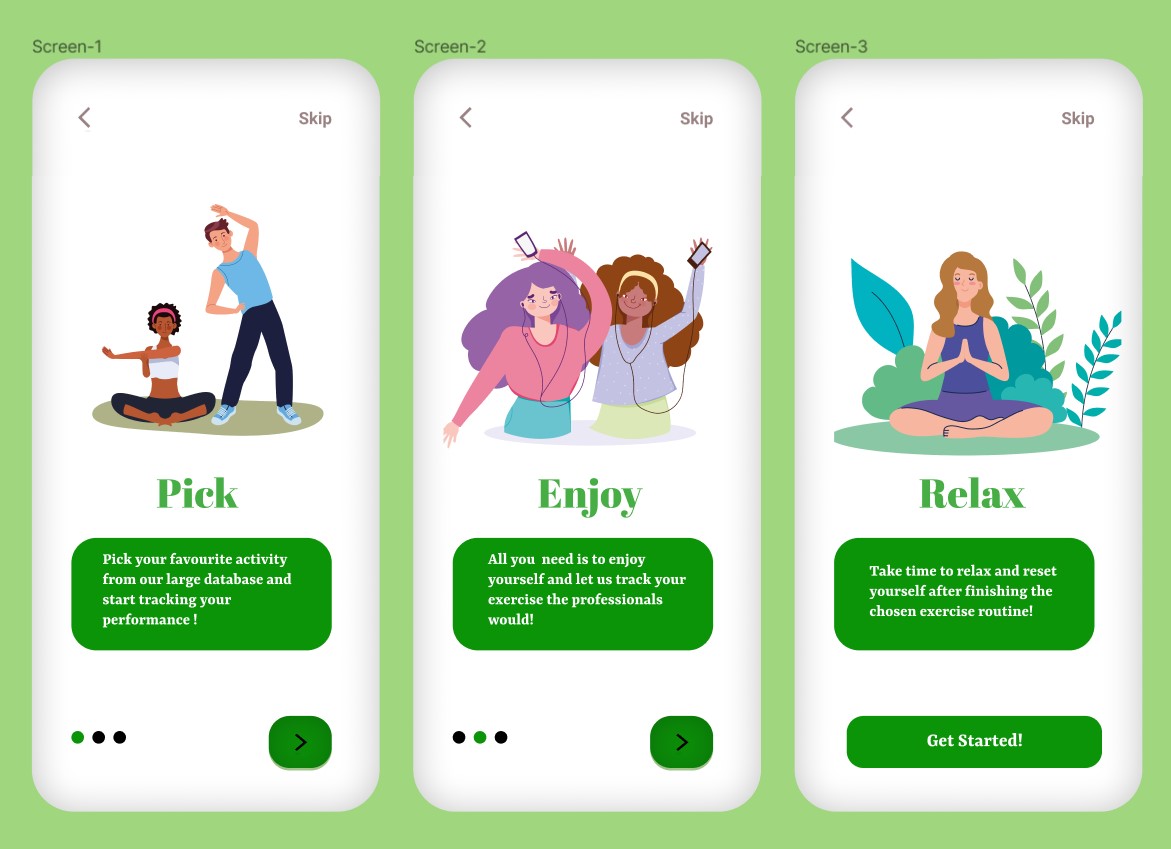 Screen-1
Skip
Pick
Pick your favourite activity
from our large database and
start tracking your
performance !
Screen-2
Skip
Enjoy
All you  need is to enjoy
yourself and let us track your
exercise the professionals
would!
Screen-3
Skip
Relax
Take time to relax and reset
yourself after finishing the
chosen exercise routine!
Get Started!